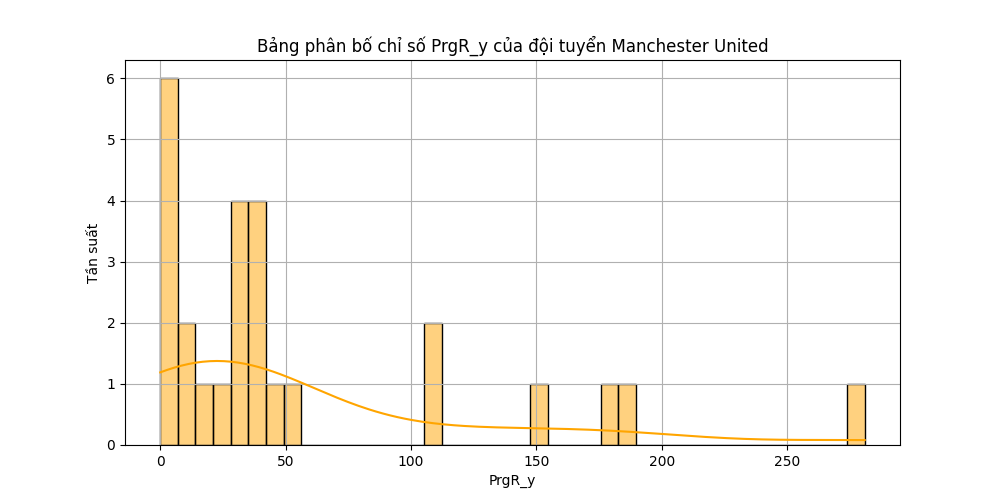 Bảng phân bố chỉ số PrgR_y của đội tuyển Manchester United
Tần suất
6
5
4
3
2
1
0
0 50 100 150 200 250
PrgR_y